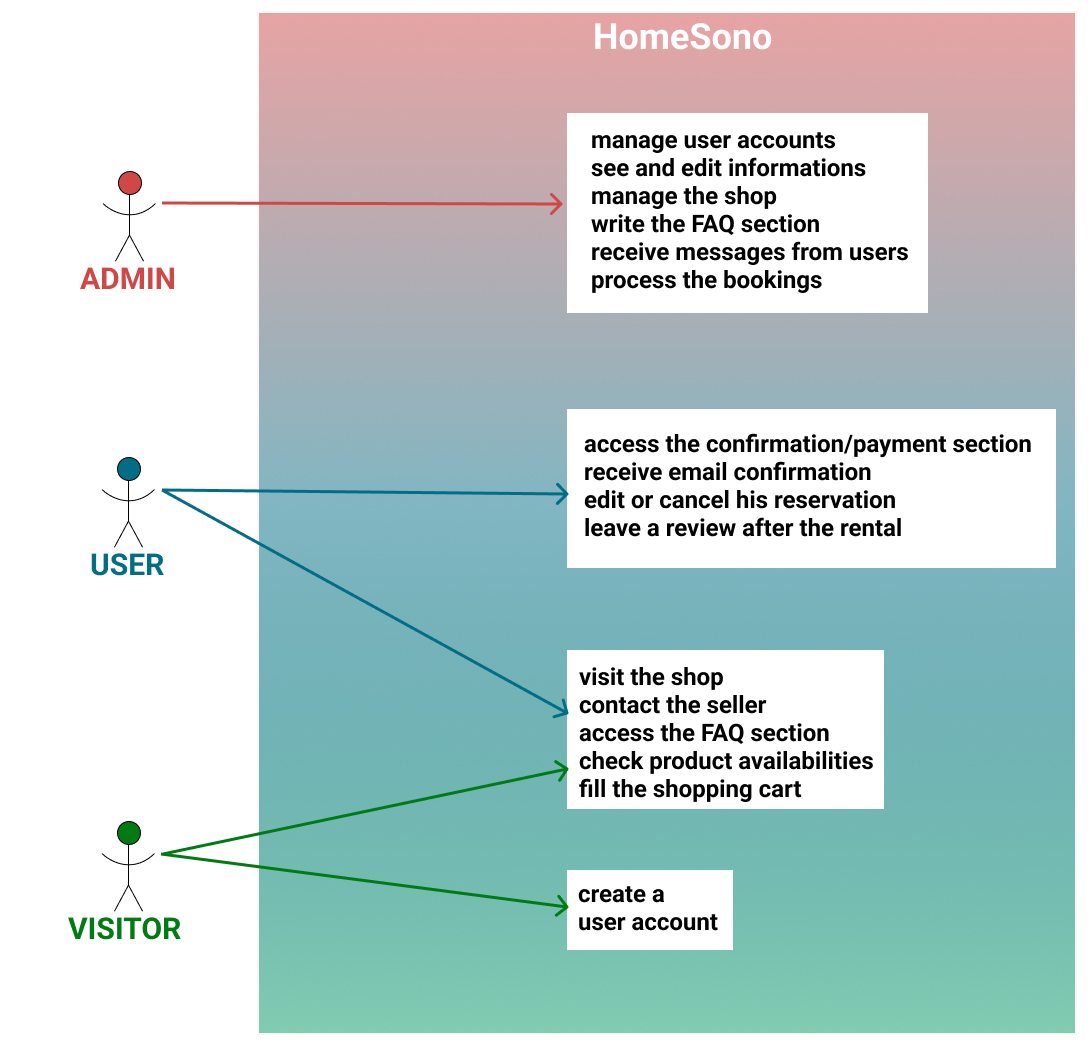 HomeSono
manage user accounts
see and edit informations
manage the shop
write the FAQ section
receive messages from users
process the bookings
ADMIN
access the confirmation/payment section
receive email confirmation
edit or cancel his reservation
leave a review after the rental
USER
visit the shop
contact the seller
access the FAQ section
check product availabilities
fill the shopping cart
VISITOR
create a
user account